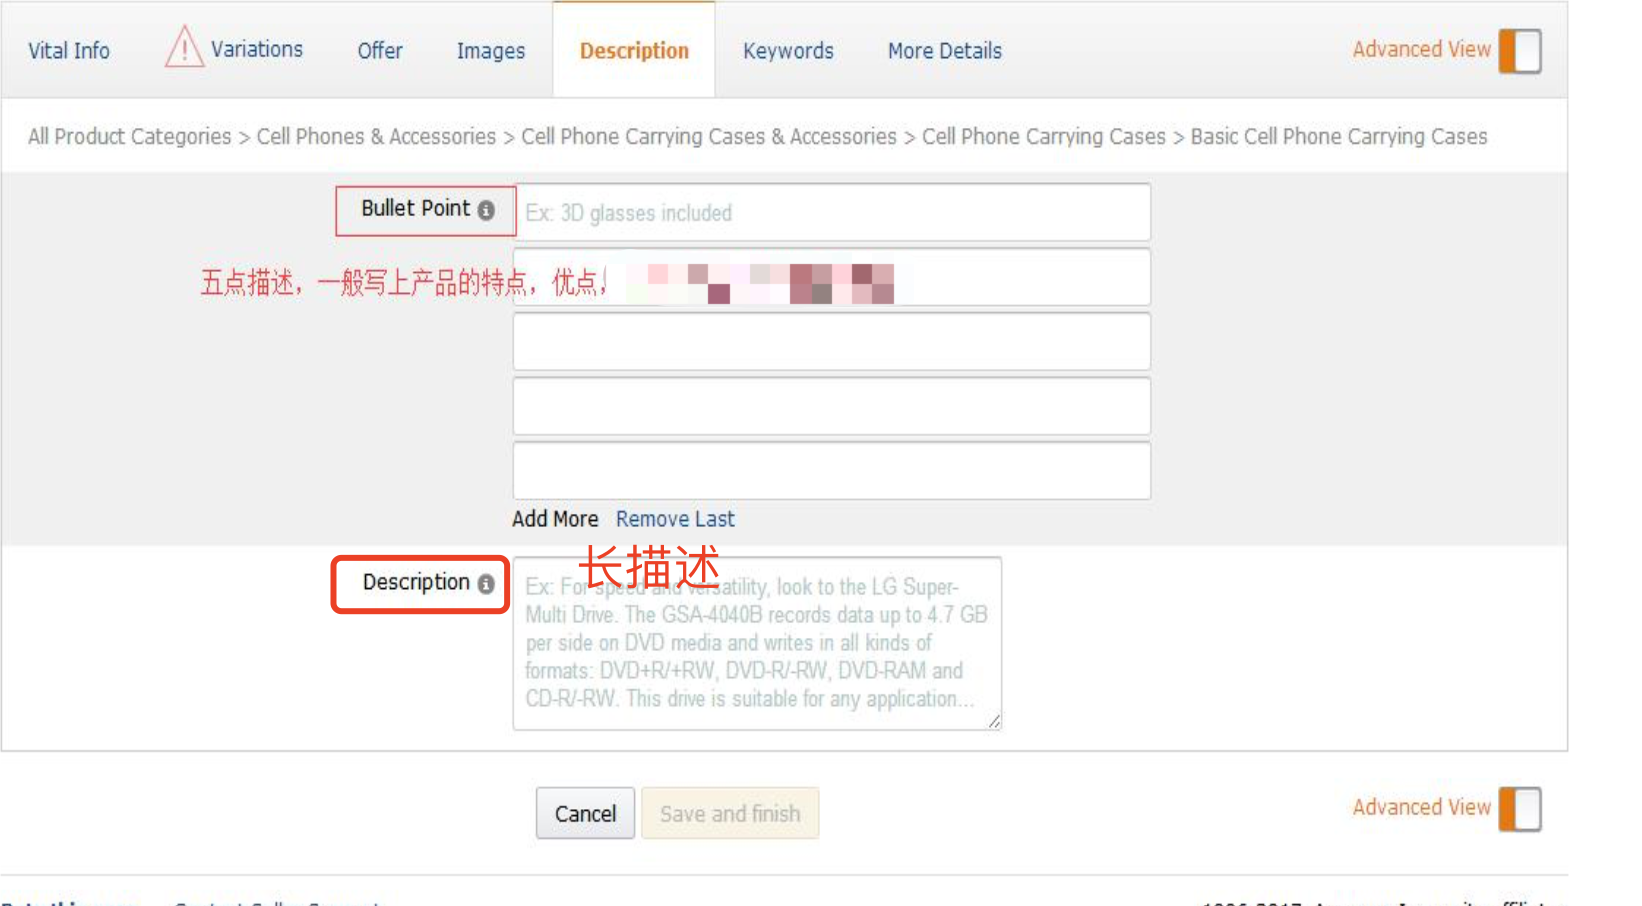 Vital Info
Variations
Offer
Images
Description
Keywords
More Details
Advanced View
All Product Categories > Cell Phones & Accessories > Cell Phone Carrying Cases & Accessories > Cell Phone Carrying Cases > Basic Cell Phone Carrying Cases
Bullet Point
Ex: 3D glasses included
五点描述，一般写上产品的特点，优点，
Add More Remove Last
长描述
Description
Ex: For speed and versatility, look to the LG Super-
Multi Drive. The GSA-4040B records data up to 4.7 GB
per side on DVD media and writes in all kinds of
formats: DVD+R/+RW, DVD-R/-RW, DVD-RAM and
CD-R/-RW. This drive is suitable for any application...
Cancel
Save and finish
Advanced View